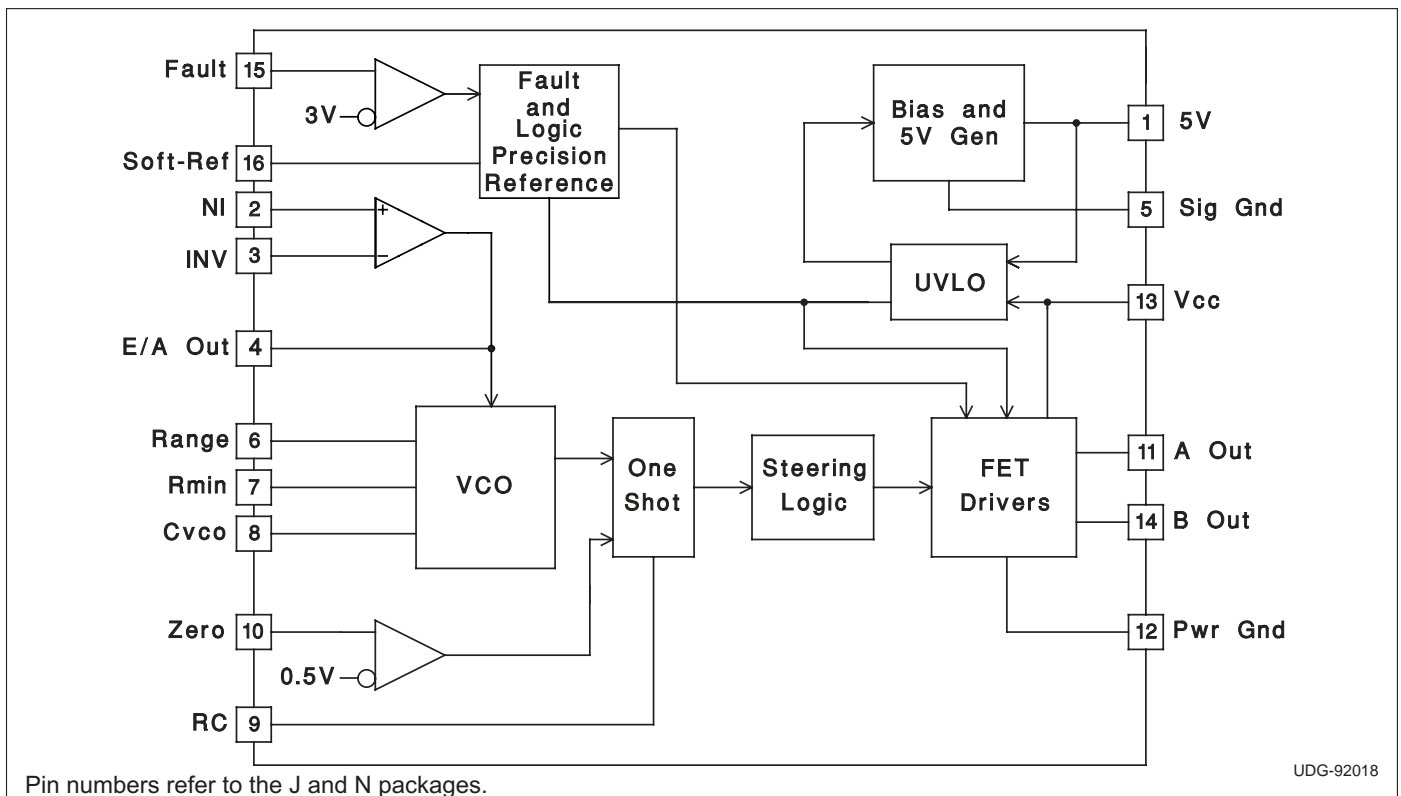 Fault 15
3V
Soft-Ref 16
NI 2
INV 3
E/A Out 4
Range 6
Rmin 7
Cvco 8
Zero 10
0.5V
RC 9
+
−
Fault
and
Logic
Precision
Reference
VCO
One
Shot
Steering
Logic
FET
Drivers
Bias and
5V Gen
UVLO
1 5V
5 Sig Gnd
13 Vcc
11 A Out
14 B Out
12 Pwr Gnd
UDG-92018
Pin numbers refer to the J and N packages.